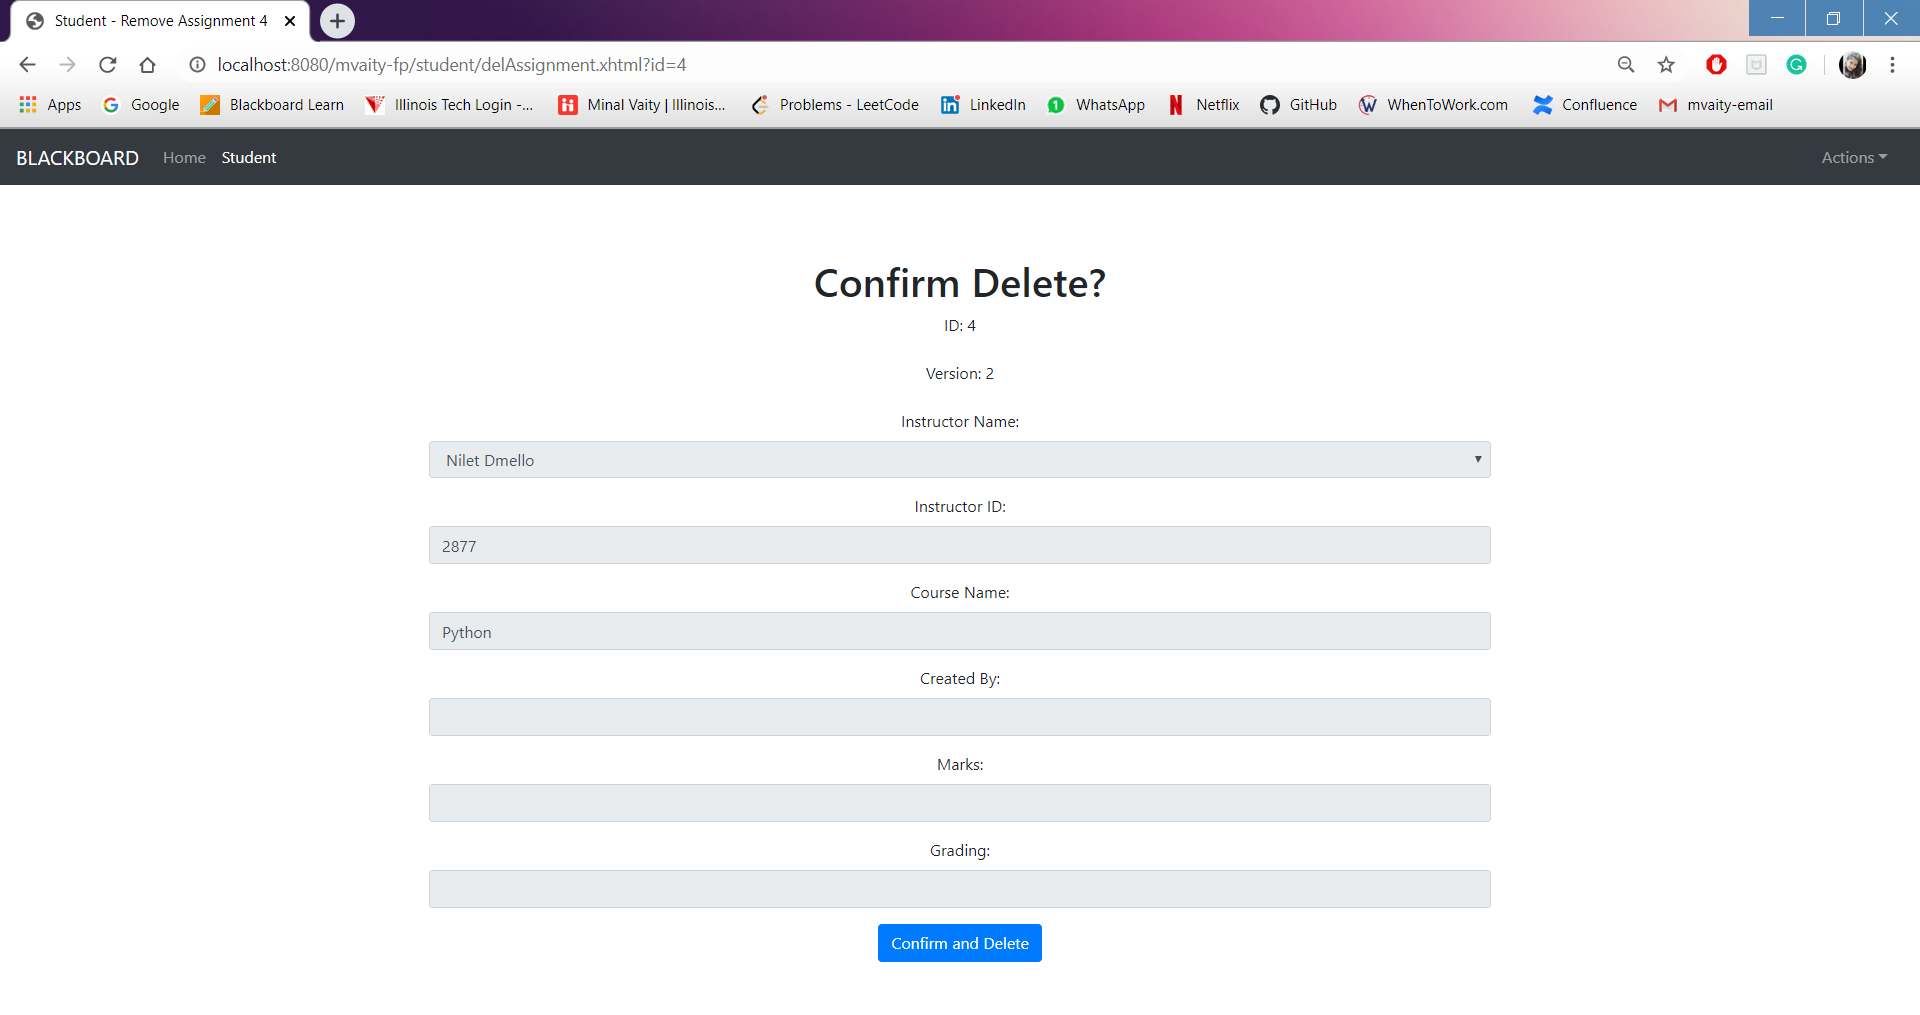 Student - Remove Assignment 4
localhost:8080/mvaity-fp/student/delAssignment.xhtml?id=4
Apps Google Blackboard Learn Illinois Tech Login -... Minal Vaity | Illinois... Problems - LeetCode LinkedIn 1 WhatsApp Netflix GitHub WhenToWork.com Confluence mvaity-email
BLACKBOARD Home Student Actions
Confirm Delete?
ID: 4
Version: 2
Instructor Name:
Nilet Dmello
Instructor ID:
2877
Course Name:
Python
Created By:
Marks:
Grading:
Confirm and Delete